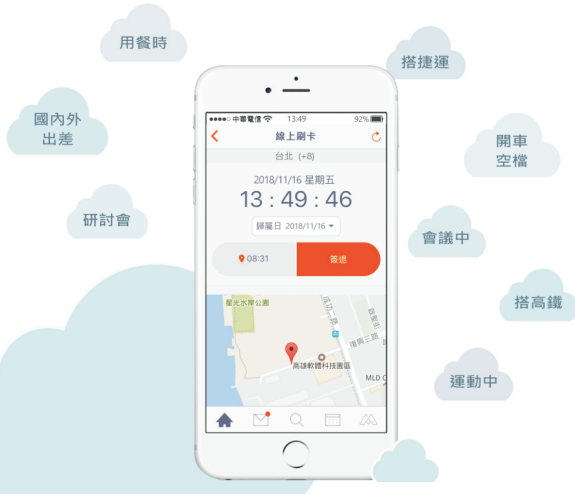 用餐時
搭捷運
國內外
出差
開車
空檔
研討會
會議中
搭高鐵
運動中
中華電信
13:49
92%
線上刷卡
台北 (+8)
2018/11/16 星期五
13 : 49 : 46
歸屬日 2018/11/16
08:31
簽退
星光水岸公園
成功二路
復興三路
高雄軟體科技園區
MLD